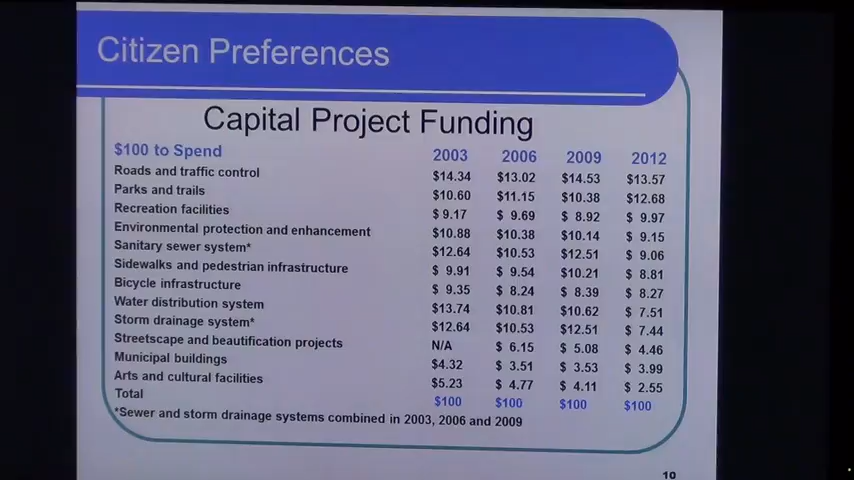 Citizen Preferences
Capital Project Funding
$100 to Spend 2003 2006 2009 2012
Roads and traffic control $14.34 $13.02 $14.53 $13.57
Parks and trails $10.60 $11.15 $10.38 $12.68
Recreation facilities $ 9.17 $ 9.69 $ 8.92 $ 9.97
Environmental protection and enhancement $10.88 $10.38 $10.14 $ 9.15
Sanitary sewer system* $12.64 $10.53 $12.51 $ 9.06
Sidewalks and pedestrian infrastructure $ 9.91 $ 9.54 $10.21 $ 8.81
Bicycle infrastructure $ 9.35 $ 8.24 $ 8.39 $ 8.27
Water distribution system $13.74 $10.81 $10.62 $ 7.51
Storm drainage system* $12.64 $10.53 $12.51 $ 7.44
Streetscape and beautification projects N/A $ 6.15 $ 5.08 $ 4.46
Municipal buildings $4.32 $ 3.51 $ 3.53 $ 3.99
Arts and cultural facilities $5.23 $ 4.77 $ 4.11 $ 2.55
Total $100 $100 $100 $100
*Sewer and storm drainage systems combined in 2003, 2006 and 2009
10